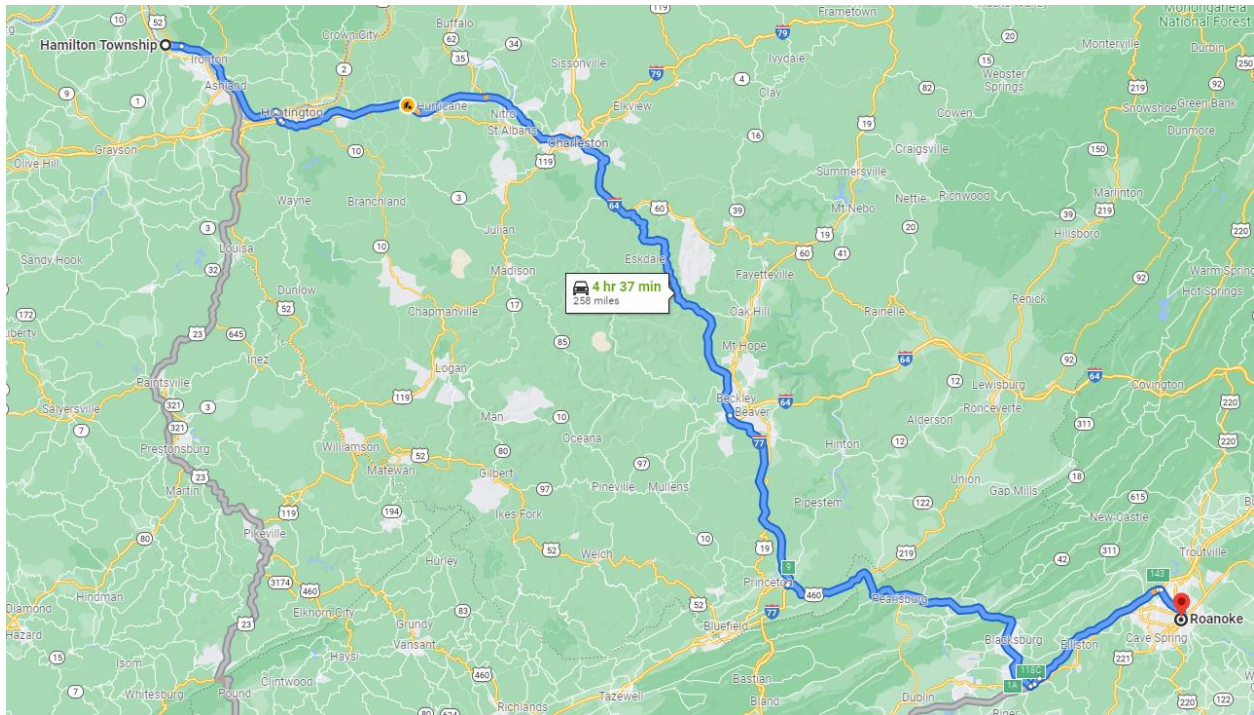 Mononganela
National Forest
Frametown
Buffalo
Crown City
Hamilton Township
Ironton
Sissonville
Ivydale
Monterville
Durbin
Webster
Springs
Ashland
Clay
Elkview
Hurricane
Nitro
Huntington
St Albans
Charleston
Cowen
Snowshoe
Green Bank
Dunmore
Grayson
Olive Hill
Craigsville
Summersville
Marlinton
Wayne
Branchland
Nettie
Richwood
Mt Nebo
Hillsboro
Julian
Louisa
Eskdale
Sandy Hook
Madison
Fayetteville
Warm Springs
Hot Springs
4 hr 37 min
258 miles
Dunlow
Renick
Chapmanville
Oak Hill
Rainelle
Liberty
Inez
Mt Hope
Logan
Paintsville
Lewisburg
Covington
Salyersville
Beckley
Beaver
Ronceverte
Man
Alderson
Oceana
Prestonsburg
Williamson
Hinton
Matewan
Gilbert
Martin
Pineville
Mullens
Union
Gap Mills
Pipestem
Ikes Fork
New Castle
Pikeville
Hurley
Welch
Troutville
Princeton
Pearisburg
Hindman
Diamond
Hazard
Elkhorn City
Grundy
Vansant
Bluefield
Roanoke
Blacksburg
Elliston
Cave Spring
Isom
Haysi
Bastian
Whitesburg
Pound
Clintwood
Richlands
Tazewell
Bland
Dublin
Riner